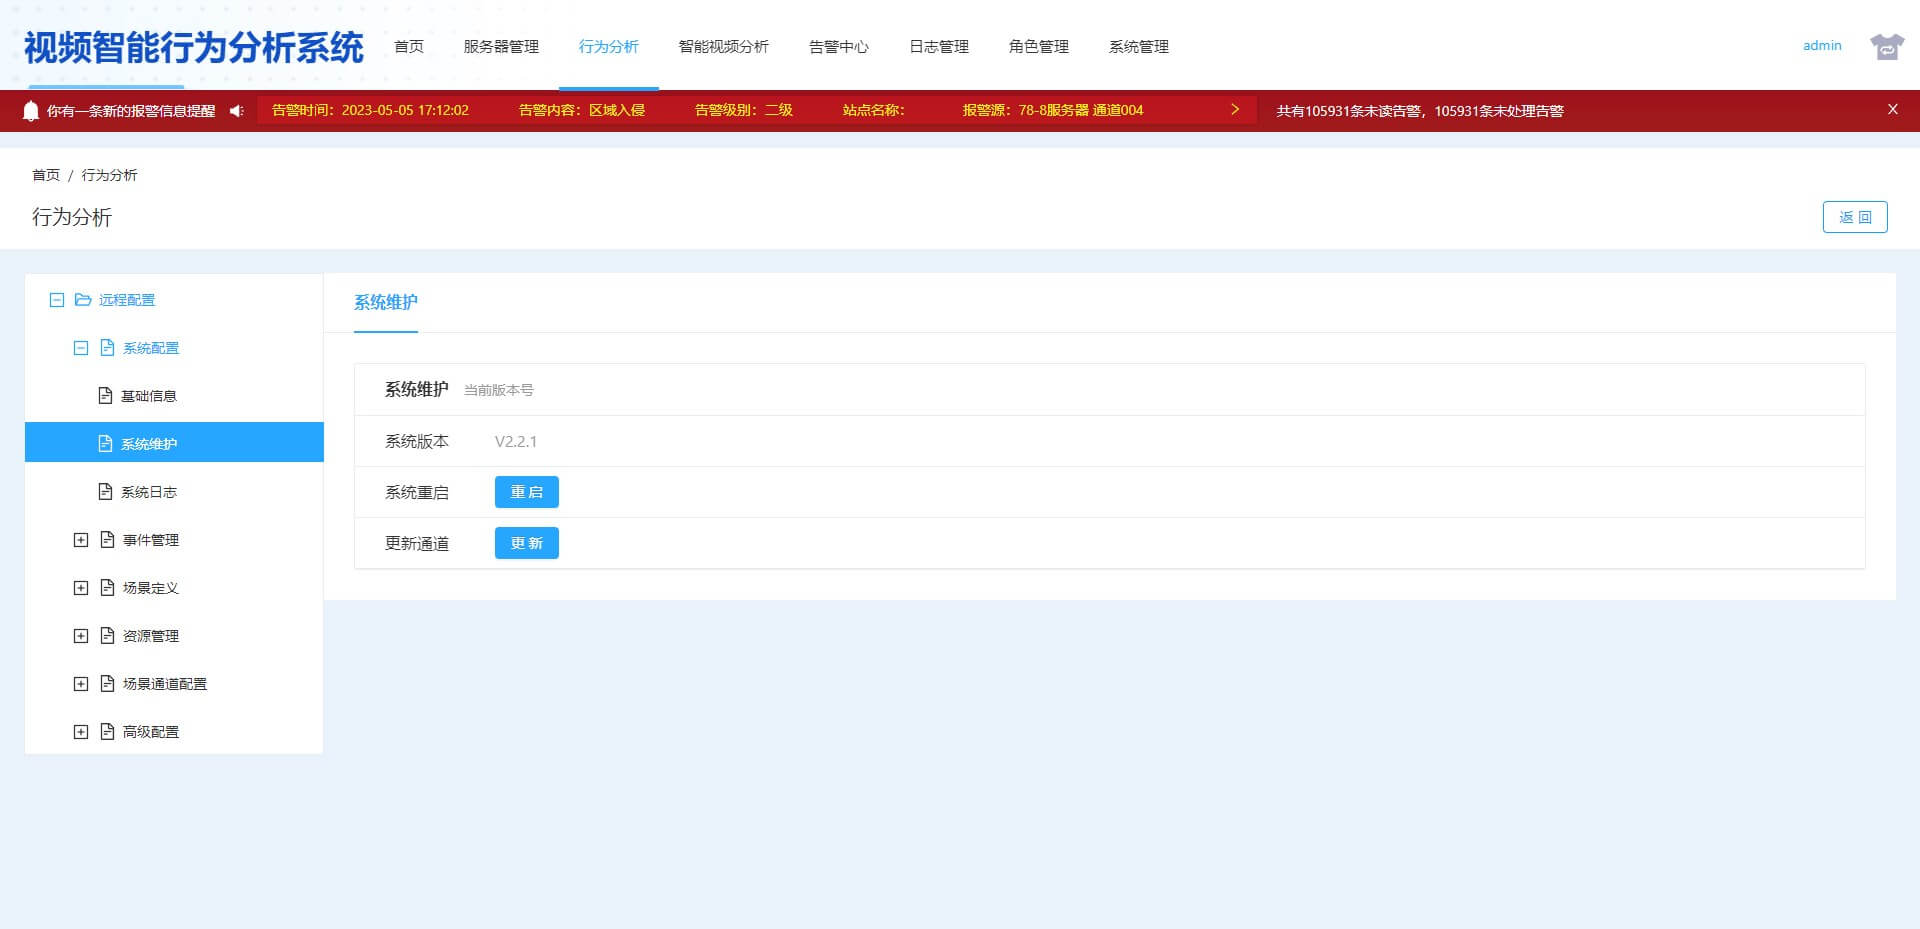 视频智能行为分析系统 首页 服务器管理 行为分析 智能视频分析 告警中心 日志管理 角色管理 系统管理 admin
你有一条新的报警信息提醒 告警时间：2023-05-05 17:12:02 告警内容：区域入侵 告警级别：二级 站点名称： 报警源：78-8服务器 通道004 > 共有105931条未读告警，105931条未处理告警 X
首页 / 行为分析
行为分析
返 回
远程配置
系统配置
基础信息
系统维护
系统日志
事件管理
场景定义
资源管理
场景通道配置
高级配置
系统维护
系统维护 当前版本号
系统版本 V2.2.1
系统重启 重 启
更新通道 更 新